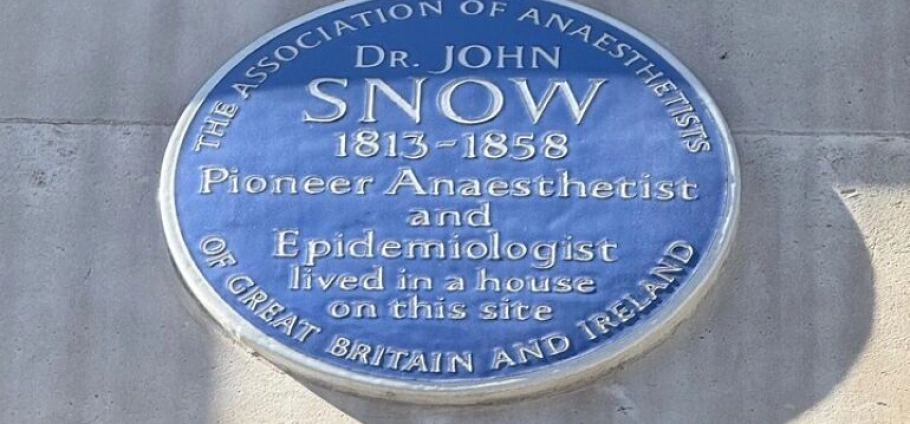 THE ASSOCIATION OF ANAESTHETISTS
DR. JOHN
SNOW
1813-1858
Pioneer Anaesthetist
and
Epidemiologist
lived in a house
on this site
OF GREAT BRITAIN AND IRELAND